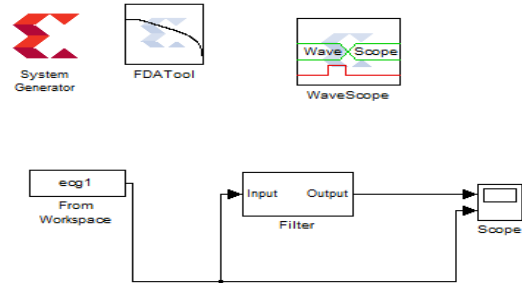 System
Generator
FDATool
Wave Scope
WaveScope
ecg1
From
Workspace
Input Output
Filter
Scope